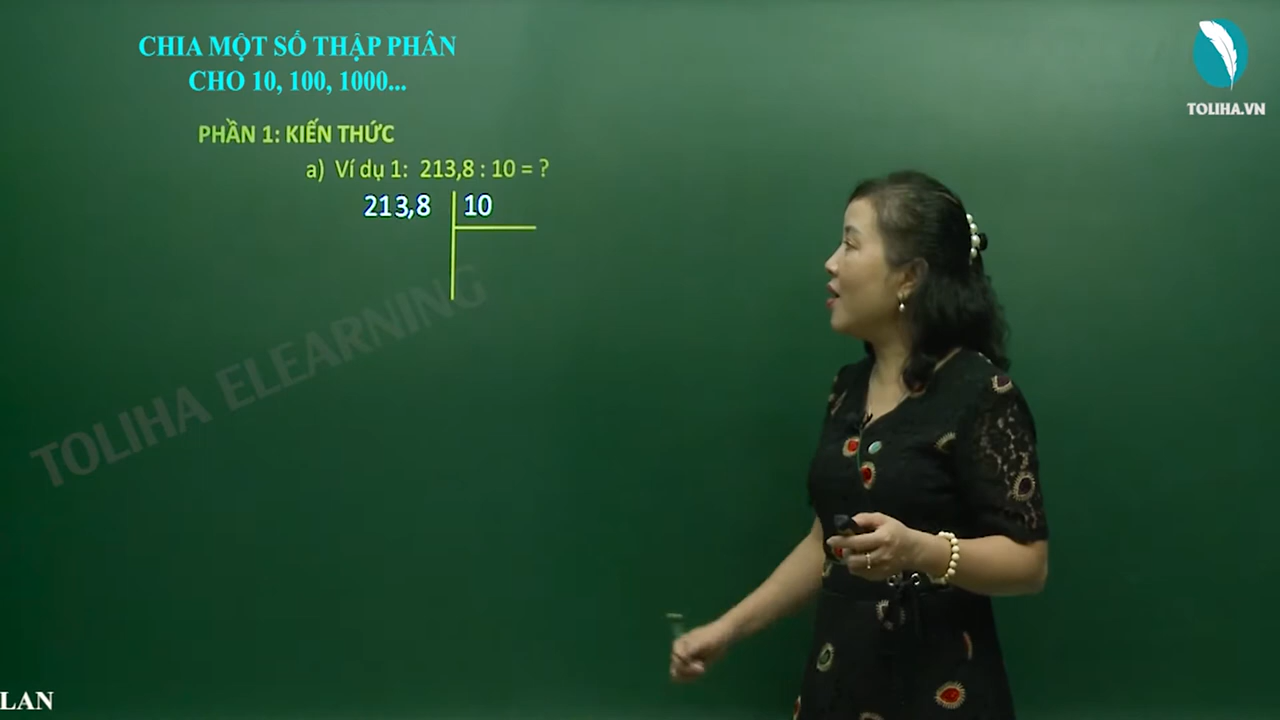 CHIA MỘT SỐ THẬP PHÂN
CHO 10, 100, 1000...
TOLIHA.VN
PHẦN 1: KIẾN THỨC
a) Ví dụ 1: 213,8 : 10 = ?
213,8 10
TOLIHA ELEARNING
LAN